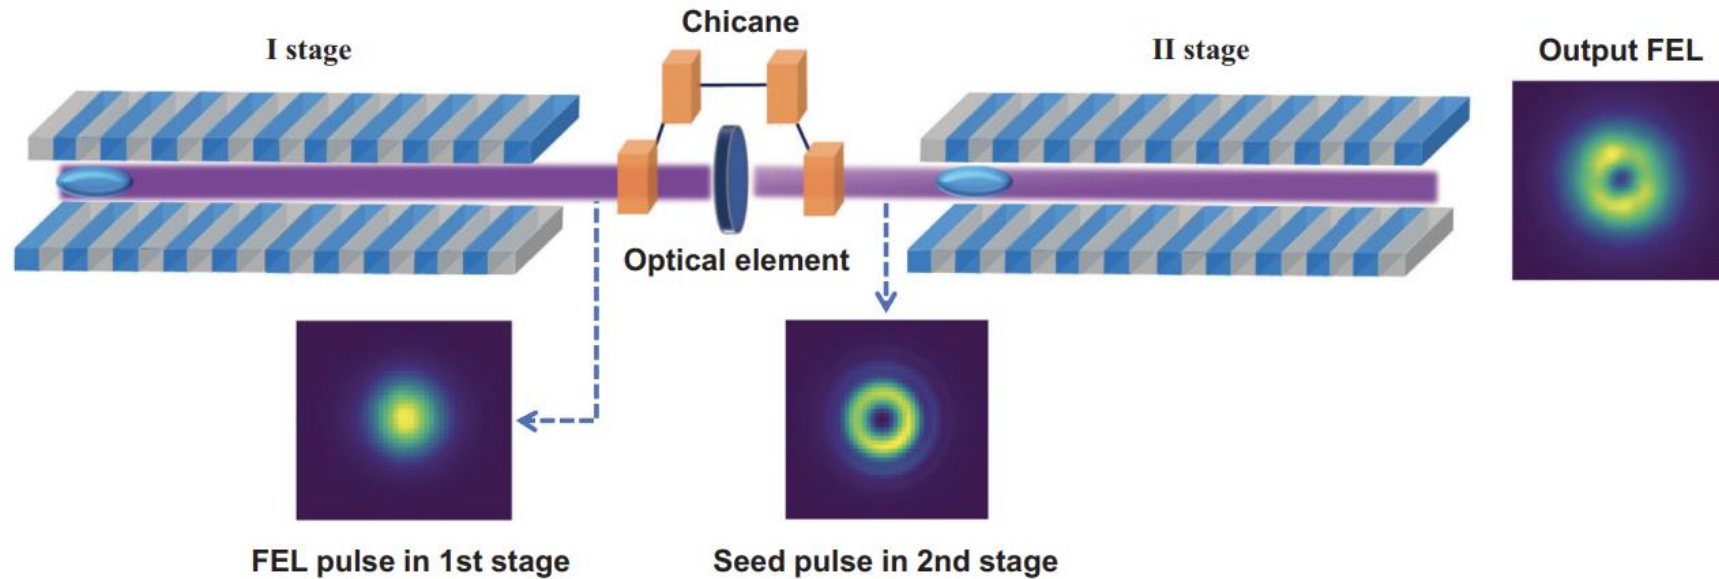 Chicane
I stage
II stage
Output FEL
Optical element
FEL pulse in 1st stage
Seed pulse in 2nd stage